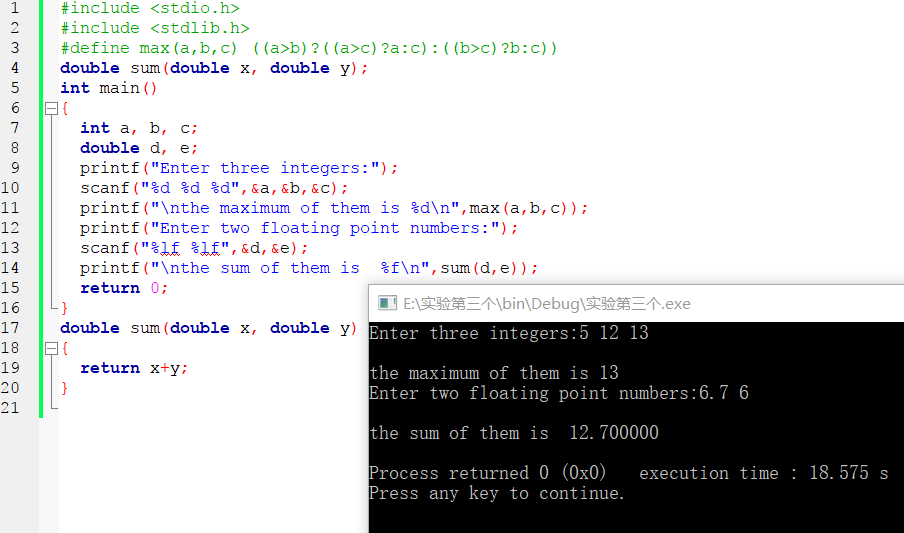 1 #include <stdio.h>
2 #include <stdlib.h>
3 #define max(a,b,c) ((a>b)?((a>c)?a:c):((b>c)?b:c))
4 double sum(double x, double y);
5 int main()
6 {
7 int a, b, c;
8 double d, e;
9 printf("Enter three integers:");
10 scanf("%d %d %d",&a,&b,&c);
11 printf("\nthe maximum of them is %d\n",max(a,b,c));
12 printf("Enter two floating point numbers:");
13 scanf("%lf %lf",&d,&e);
14 printf("\nthe sum of them is  %f\n",sum(d,e));
15 return 0;
16 }
17 double sum(double x, double y)
18 {
19 return x+y;
20 }
21
E:\实验第三个\bin\Debug\实验第三个.exe
Enter three integers:5 12 13
the maximum of them is 13
Enter two floating point numbers:6.7 6
the sum of them is  12.700000
Process returned 0 (0x0)   execution time : 18.575 s
Press any key to continue.